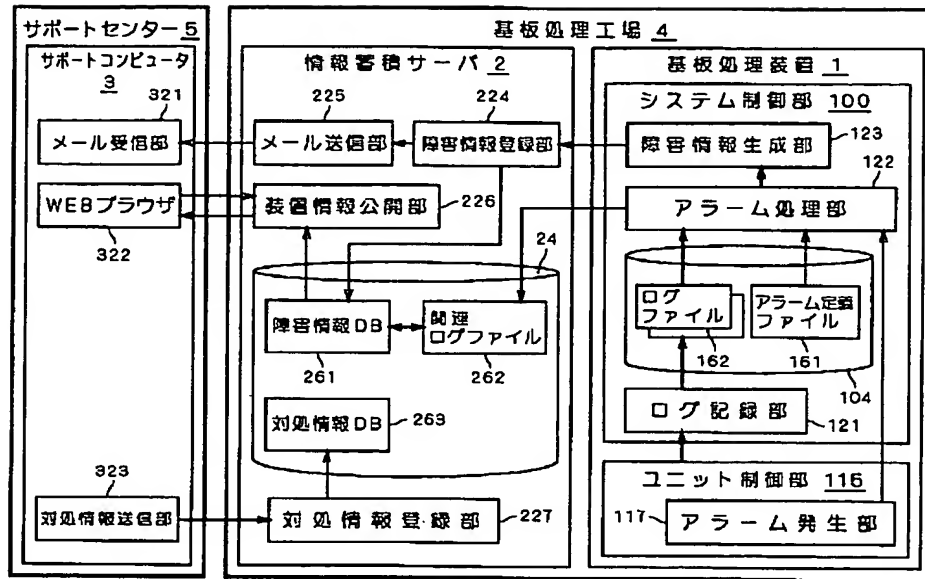 サポートセンター 5
サポートコンピュータ
3
321
メール受信部
WEBブラウザ
322
323
対処情報送信部
基板処理工場 4
情報蓄積サーバ 2
225
224
メール送信部
障害情報登録部
装置情報公開部
226
24
障害情報DB
261
関連
ログファイル
262
対処情報DB
263
対処情報登録部
227
基板処理装置 1
システム制御部 100
123
障害情報生成部
122
アラーム処理部
ログ
ファイル
162
アラーム定義
ファイル
161
104
ログ記録部
121
ユニット制御部 116
117
アラーム発生部